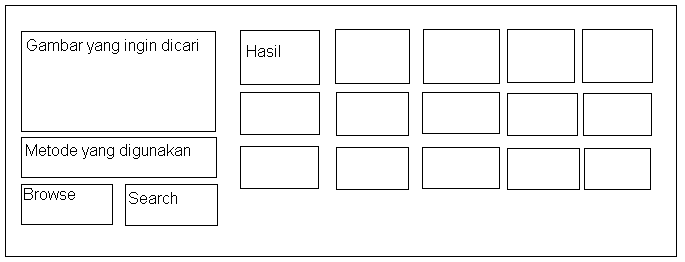 Gambar yang ingin dicari
Hasil
Metode yang digunakan
Browse
Search